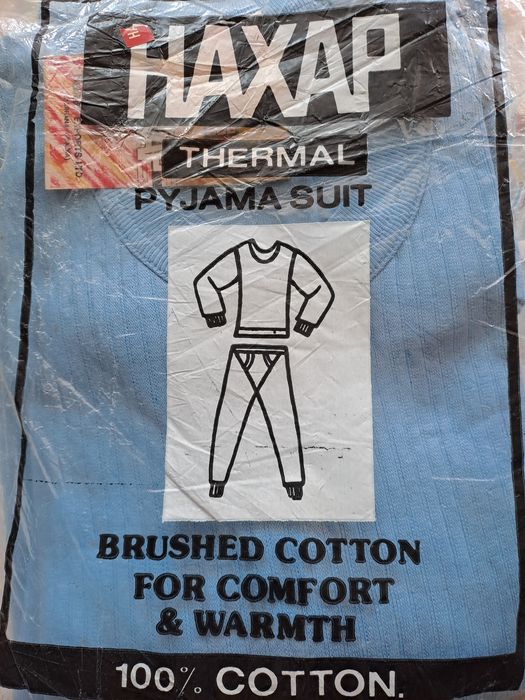 HAXAP
THERMAL
PYJAMA SUIT
BRUSHED COTTON
FOR COMFORT
& WARMTH
100% COTTON.